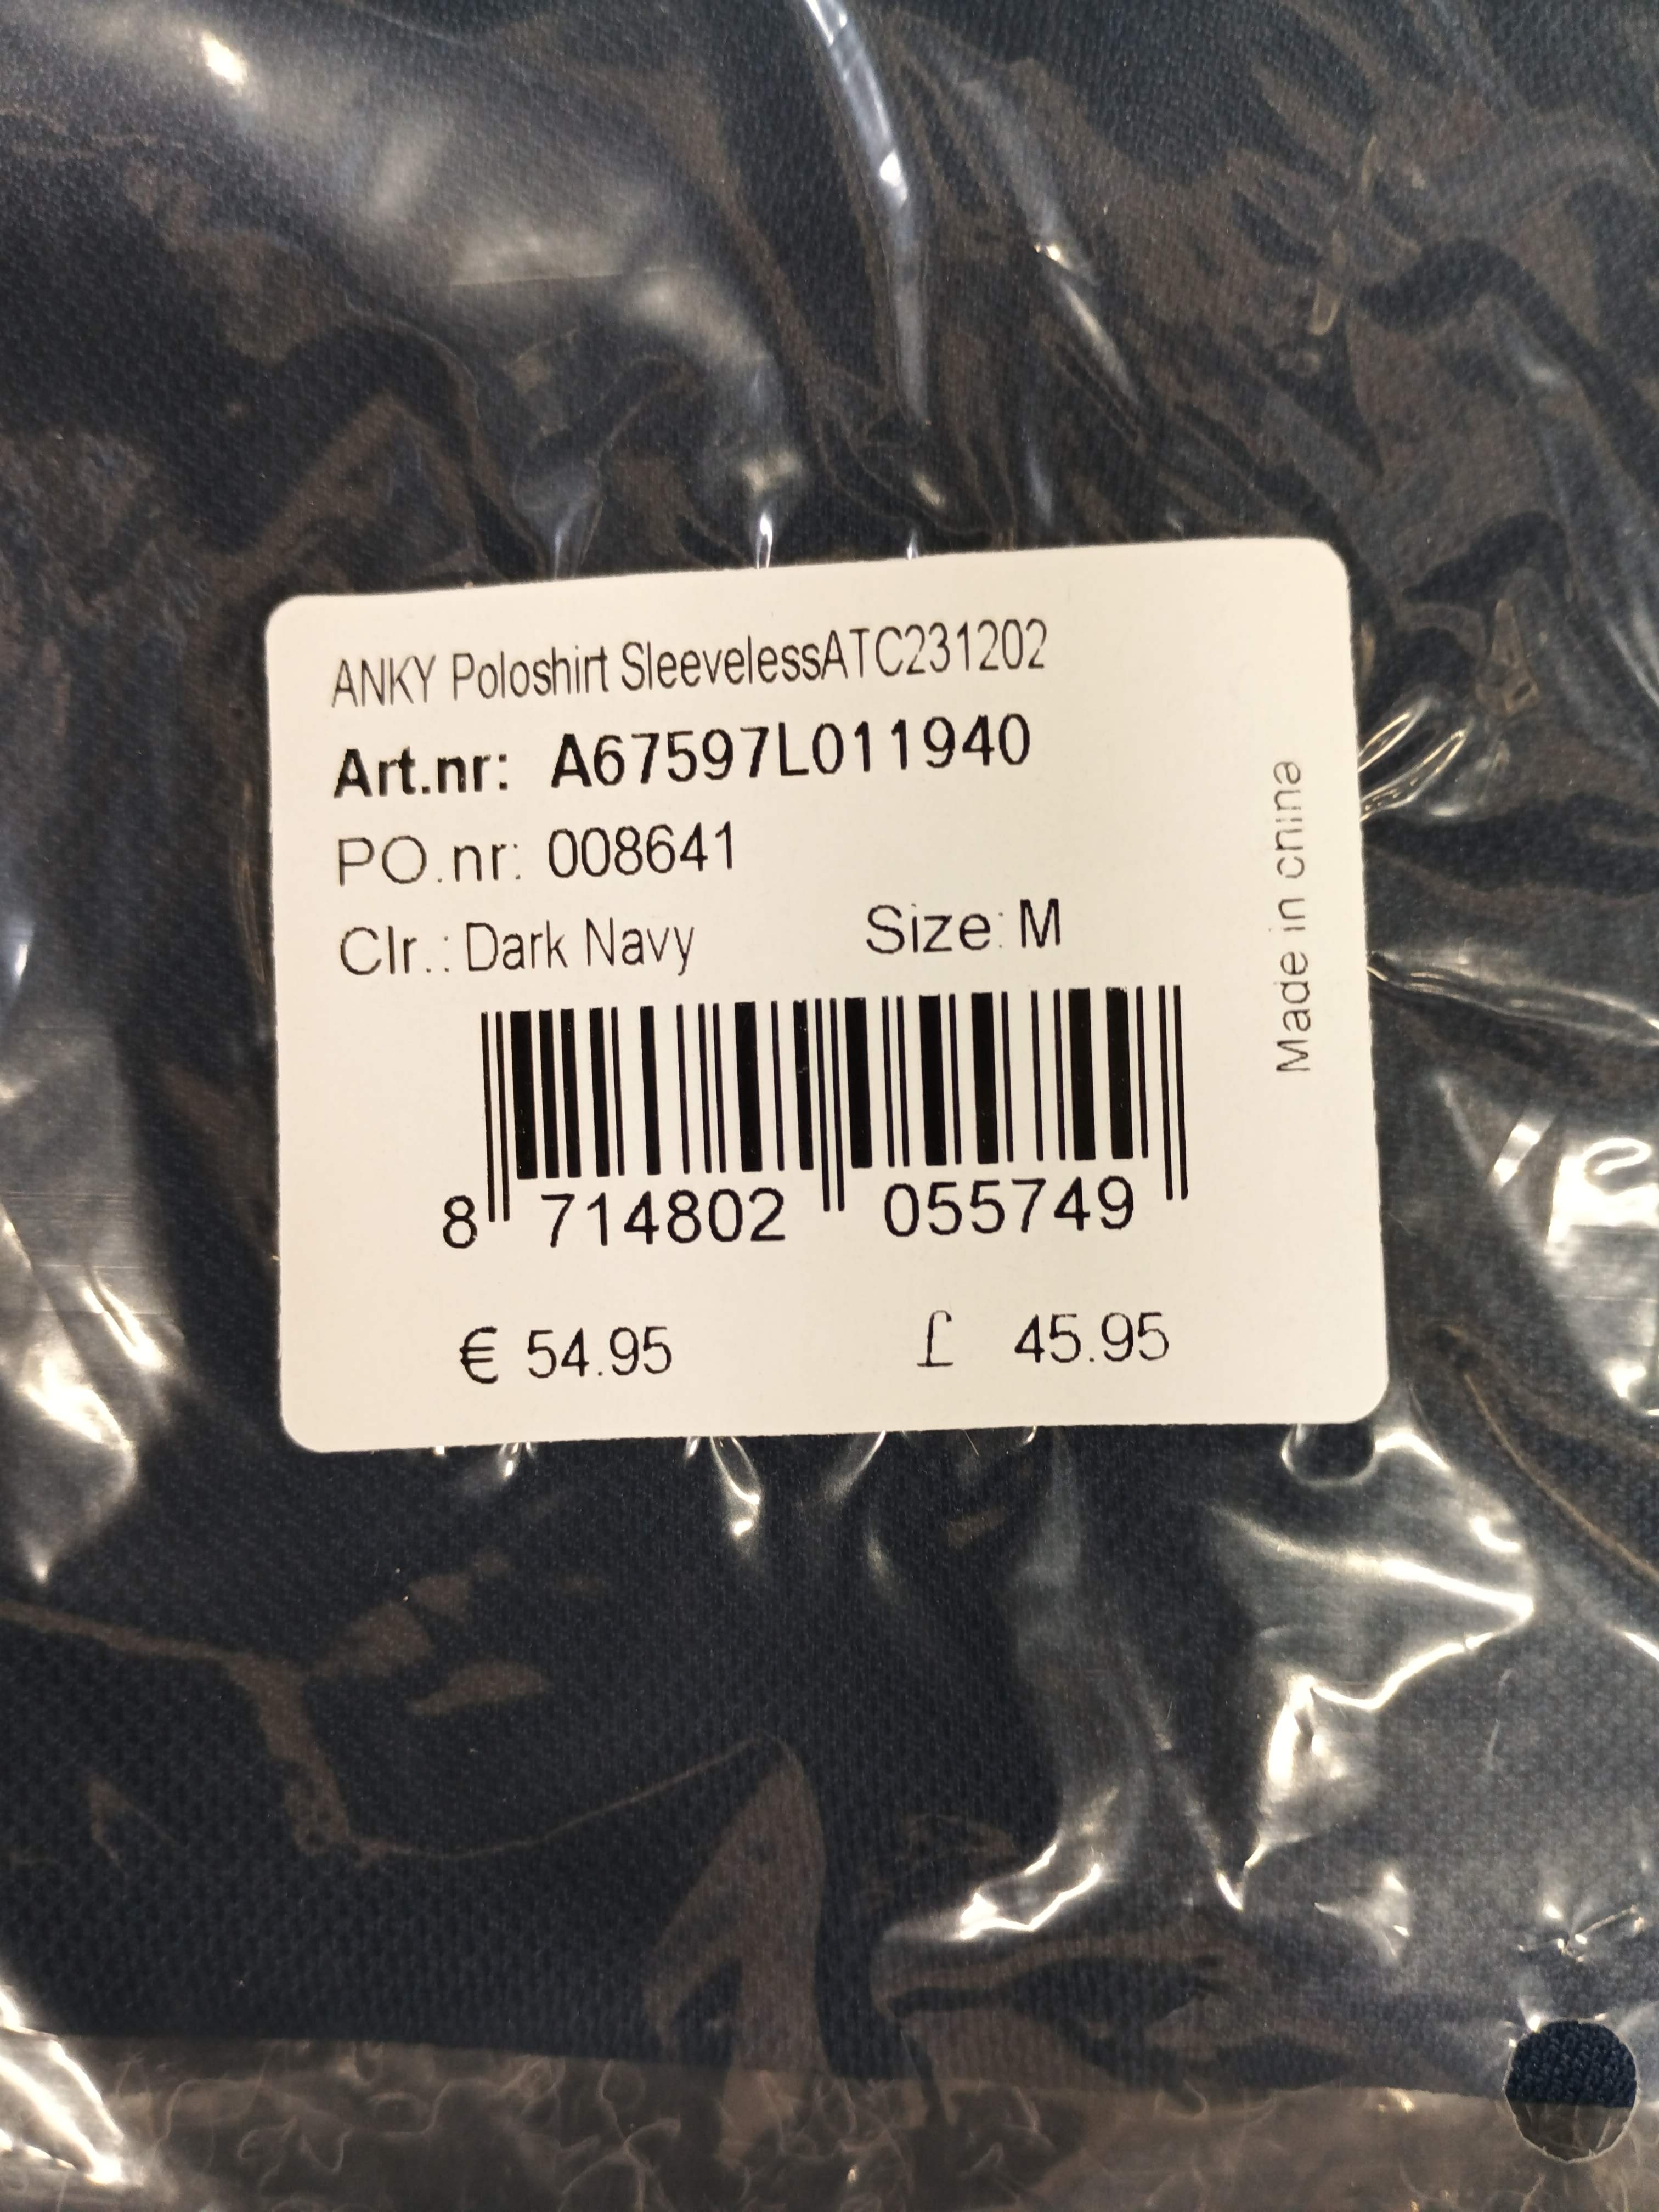 ANKY Poloshirt SleevelessATC231202
Art.nr: A67597L011940
PO.nr: 008641
Clr.: Dark Navy Size: M
8 714802 055749
€ 54.95 £ 45.95
Made in china